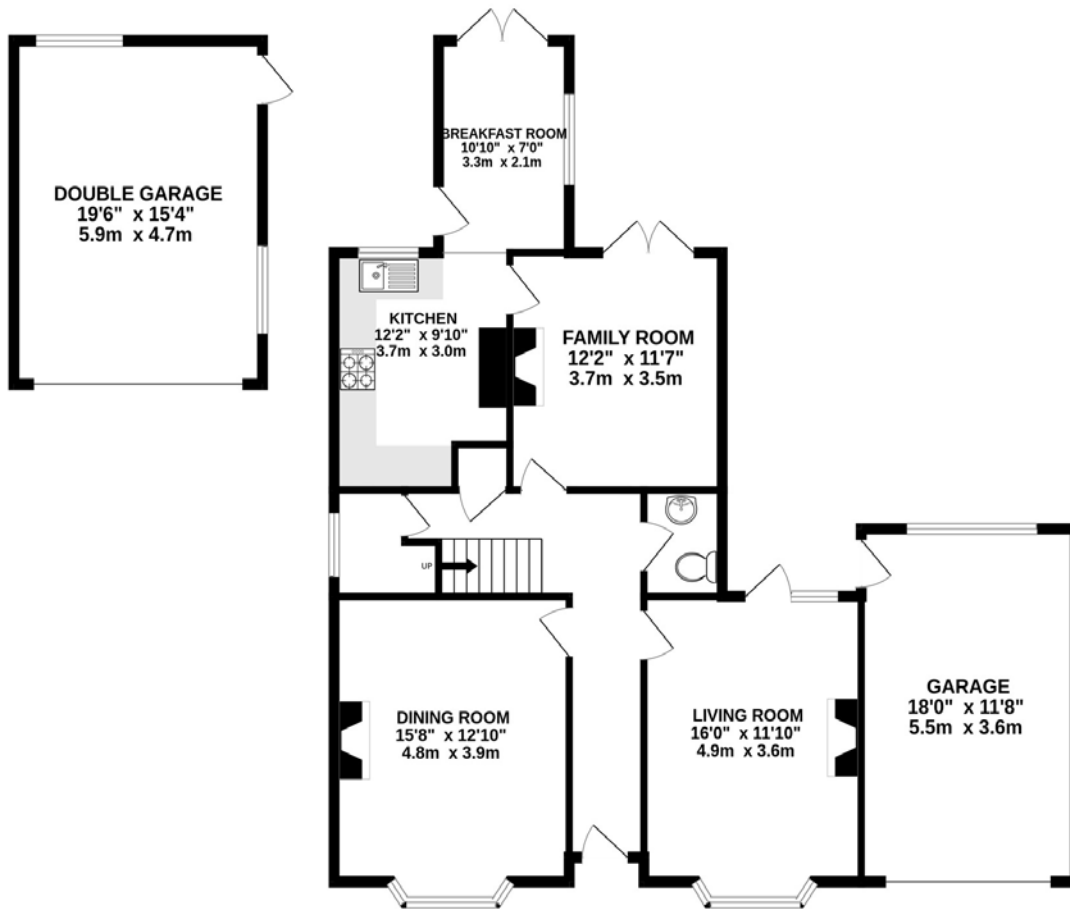 BREAKFAST ROOM
10'10" x 7'0"
3.3m x 2.1m
DOUBLE GARAGE
19'6" x 15'4"
5.9m x 4.7m
KITCHEN
12'2" x 9'10"
3.7m x 3.0m
FAMILY ROOM
12'2" x 11'7"
3.7m x 3.5m
UP
DINING ROOM
15'8" x 12'10"
4.8m x 3.9m
LIVING ROOM
16'0" x 11'10"
4.9m x 3.6m
GARAGE
18'0" x 11'8"
5.5m x 3.6m